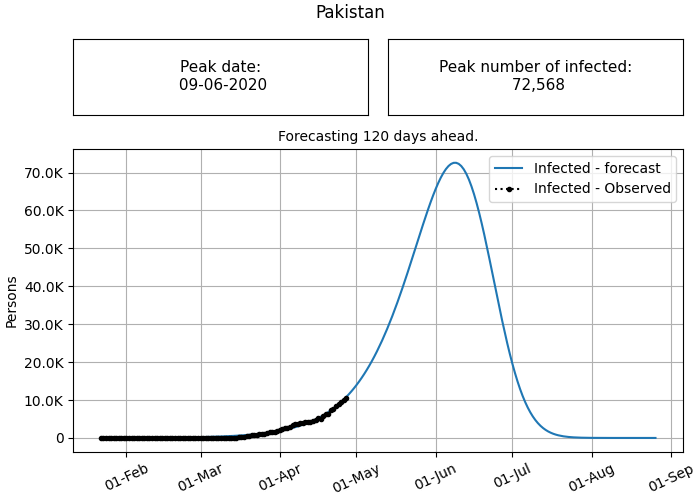 Pakistan
Peak date:
09-06-2020
Peak number of infected:
72,568
Forecasting 120 days ahead.
Infected - forecast
Infected - Observed
Persons
70.0K
60.0K
50.0K
40.0K
30.0K
20.0K
10.0K
0
01-Feb
01-Mar
01-Apr
01-May
01-Jun
01-Jul
01-Aug
01-Sep